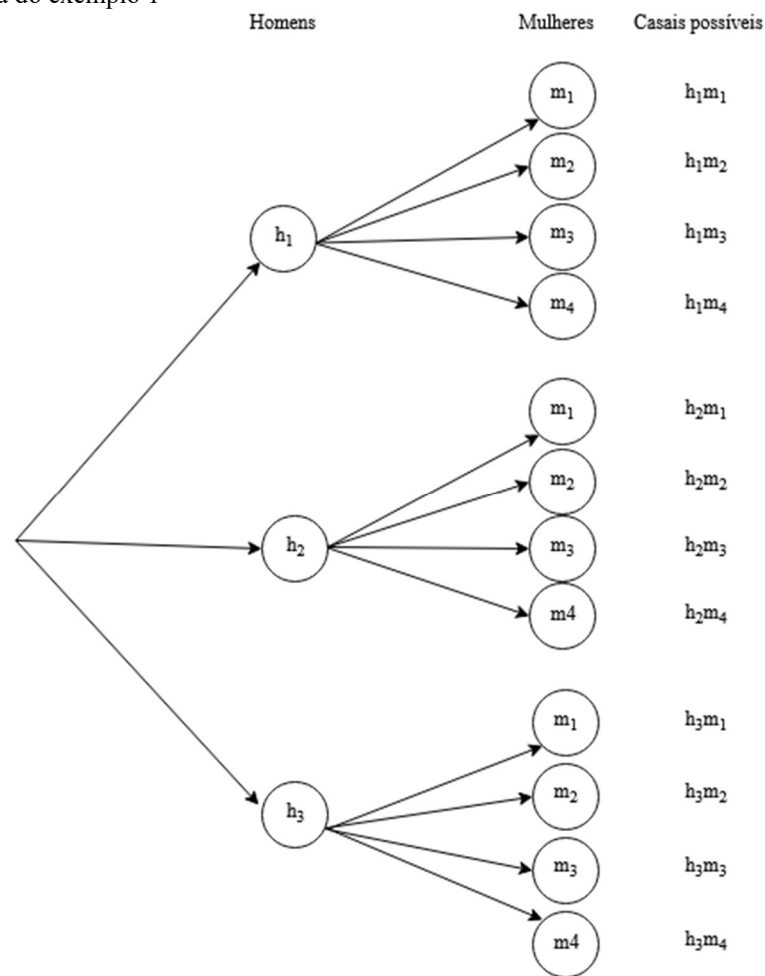 a do exemplo 1
Homens Mulheres Casais possíveis
m₁ h₁m₁
m₂ h₁m₂
h₁ m₃ h₁m₃
m₄ h₁m₄
m₁ h₂m₁
m₂ h₂m₂
h₂ m₃ h₂m₃
m4 h₂m₄
m₁ h₃m₁
m₂ h₃m₂
h₃
m₃ h₃m₃
m4 h₃m₄